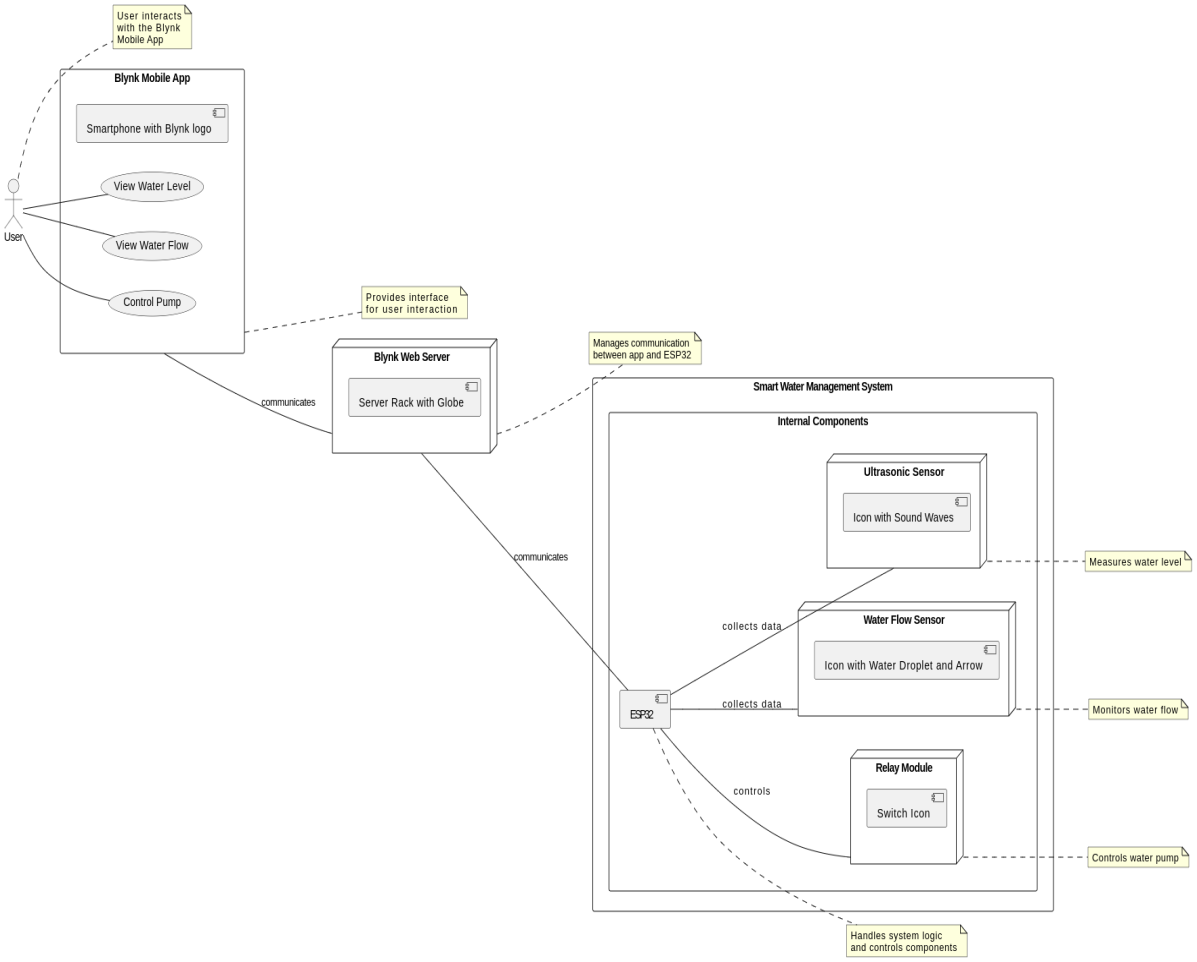 User interacts
with the Blynk
Mobile App
Blynk Mobile App
Smartphone with Blynk logo
View Water Level
User
View Water Flow
Control Pump
Provides interface
for user interaction
Blynk Web Server
Server Rack with Globe
communicates
Manages communication
between app and ESP32
Smart Water Management System
Internal Components
Ultrasonic Sensor
Icon with Sound Waves
communicates
Measures water level
collects data
Water Flow Sensor
Icon with Water Droplet and Arrow
ESP32
collects data
Monitors water flow
controls
Relay Module
Switch Icon
Controls water pump
Handles system logic
and controls components